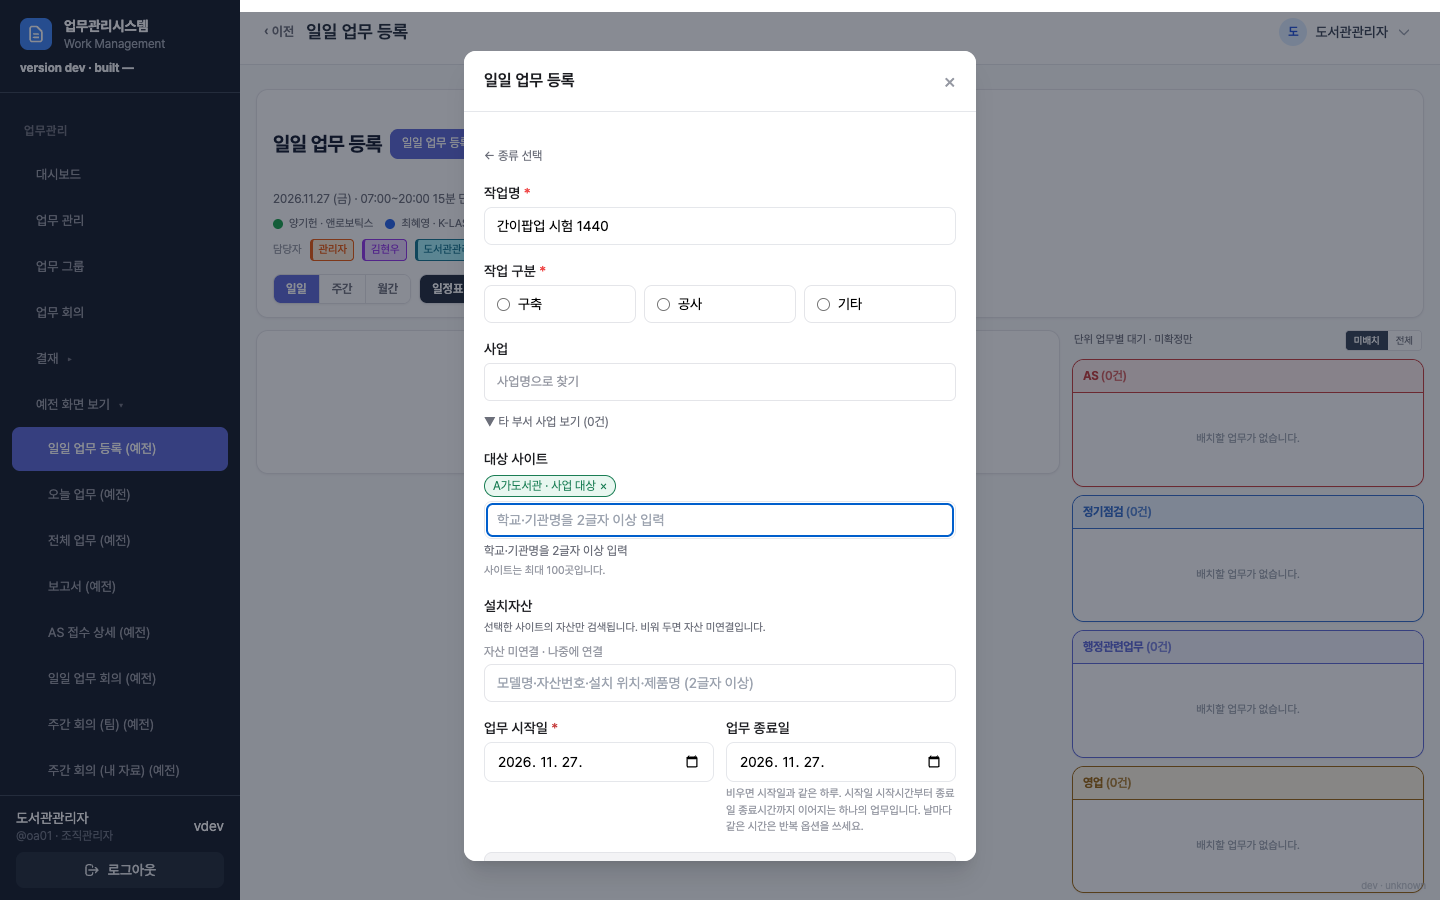 업무관리시스템
Work Management
version dev · built —
업무관리
대시보드
업무 관리
업무 그룹
업무 회의
결재
예전 화면 보기
일일 업무 등록 (예전)
오늘 업무 (예전)
전체 업무 (예전)
보고서 (예전)
AS 접수 상세 (예전)
일일 업무 회의 (예전)
주간 회의 (팀) (예전)
주간 회의 (내 자료) (예전)
도서관관리자
@oa01 · 조직관리자
vdev
로그아웃
‹ 이전
일일 업무 등록
도 도서관관리자
일일 업무 등록
일일 업무 등록
2026.11.27 (금) · 07:00~20:00 15분
양기헌 · 앤로보틱스
최혜영 · K-LAS
담당자
관리자
김현우
도서관관리
일일
주간
월간
일정표
일일 업무 등록
×
← 종류 선택
작업명 *
간이팝업 시험 1440
작업 구분 *
구축
공사
기타
사업
사업명으로 찾기
▼ 타 부서 사업 보기 (0건)
대상 사이트
A가도서관 · 사업 대상 ×
학교·기관명을 2글자 이상 입력
학교·기관명을 2글자 이상 입력
사이트는 최대 100곳입니다.
설치자산
선택한 사이트의 자산만 검색됩니다. 비워 두면 자산 미연결입니다.
자산 미연결 · 나중에 연결
모델명·자산번호·설치 위치·제품명 (2글자 이상)
업무 시작일 *
2026. 11. 27.
업무 종료일
2026. 11. 27.
비우면 시작일과 같은 하루. 시작일 시작시간부터 종료
일 종료시간까지 이어지는 하나의 업무입니다. 날마다
같은 시간은 반복 옵션을 쓰세요.
단위 업무별 대기 · 미확정만
미배치
전체
AS (0건)
배치할 업무가 없습니다.
정기점검 (0건)
배치할 업무가 없습니다.
행정관련업무 (0건)
배치할 업무가 없습니다.
영업 (0건)
배치할 업무가 없습니다.
dev · unknown